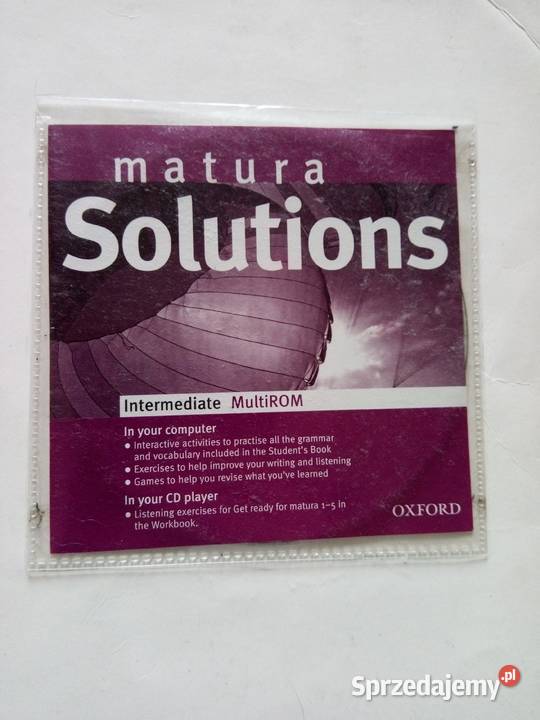 matura
Solutions
Intermediate MultiROM
In your computer
• Interactive activities to practise all the grammar
and vocabulary included in the Student's Book
• Exercises to help improve your writing and listening
• Games to help you revise what you've learned
In your CD player
• Listening exercises for Get ready for matura 1–5 in
the Workbook.
OXFORD
Sprzedajemy.pl